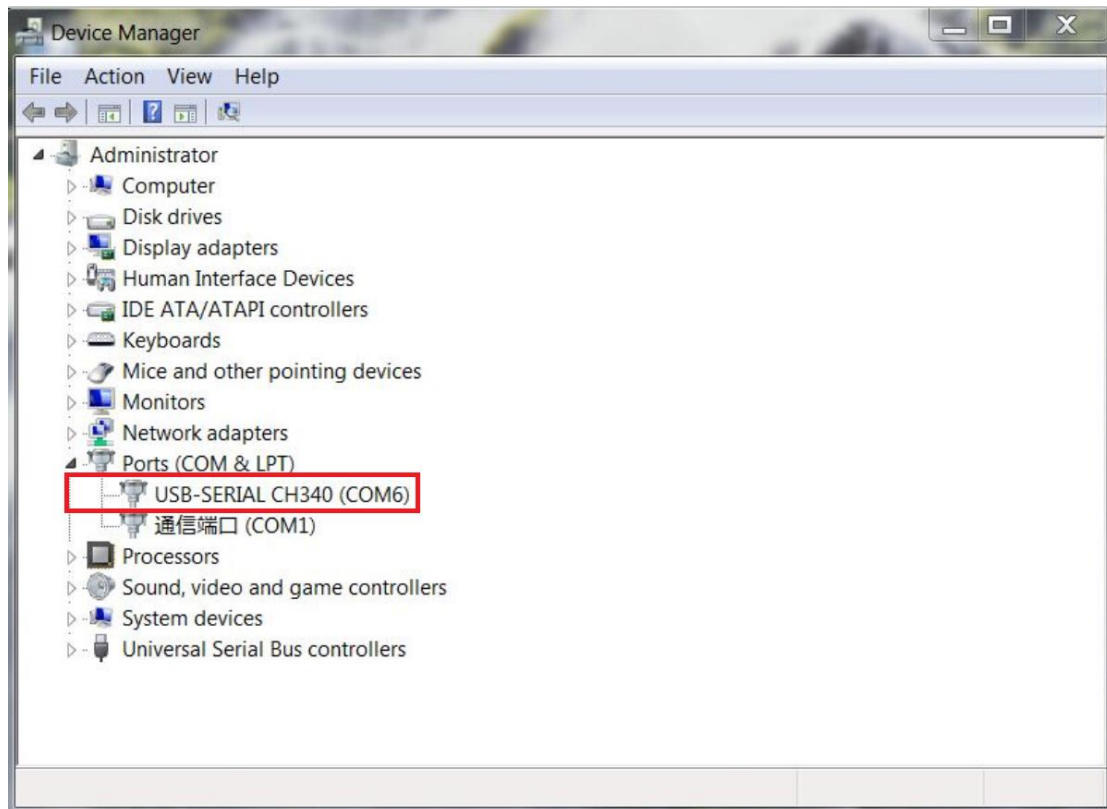 Device Manager
File Action View Help
Administrator
Computer
Disk drives
Display adapters
Human Interface Devices
IDE ATA/ATAPI controllers
Keyboards
Mice and other pointing devices
Monitors
Network adapters
Ports (COM & LPT)
USB-SERIAL CH340 (COM6)
通信端口 (COM1)
Processors
Sound, video and game controllers
System devices
Universal Serial Bus controllers